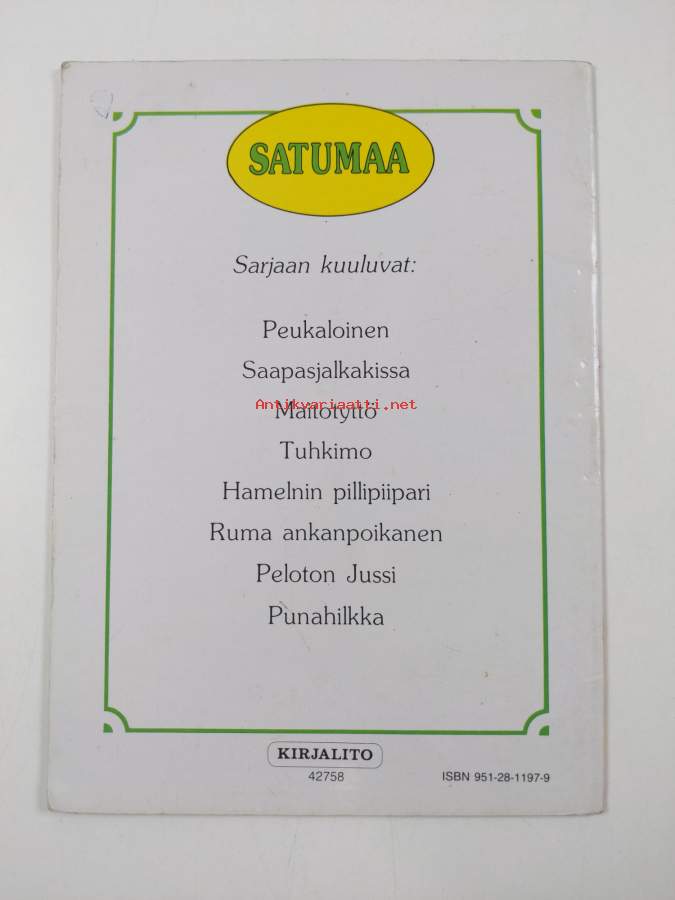 SATUMAA
Sarjaan kuuluvat:
Peukaloinen
Saapasjalkakissa
Antikvariaatti.net
Maitotyttö
Tuhkimo
Hamelnin pillipiipari
Ruma ankanpoikanen
Peloton Jussi
Punahilkka
KIRJALITO
42758
ISBN 951-28-1197-9